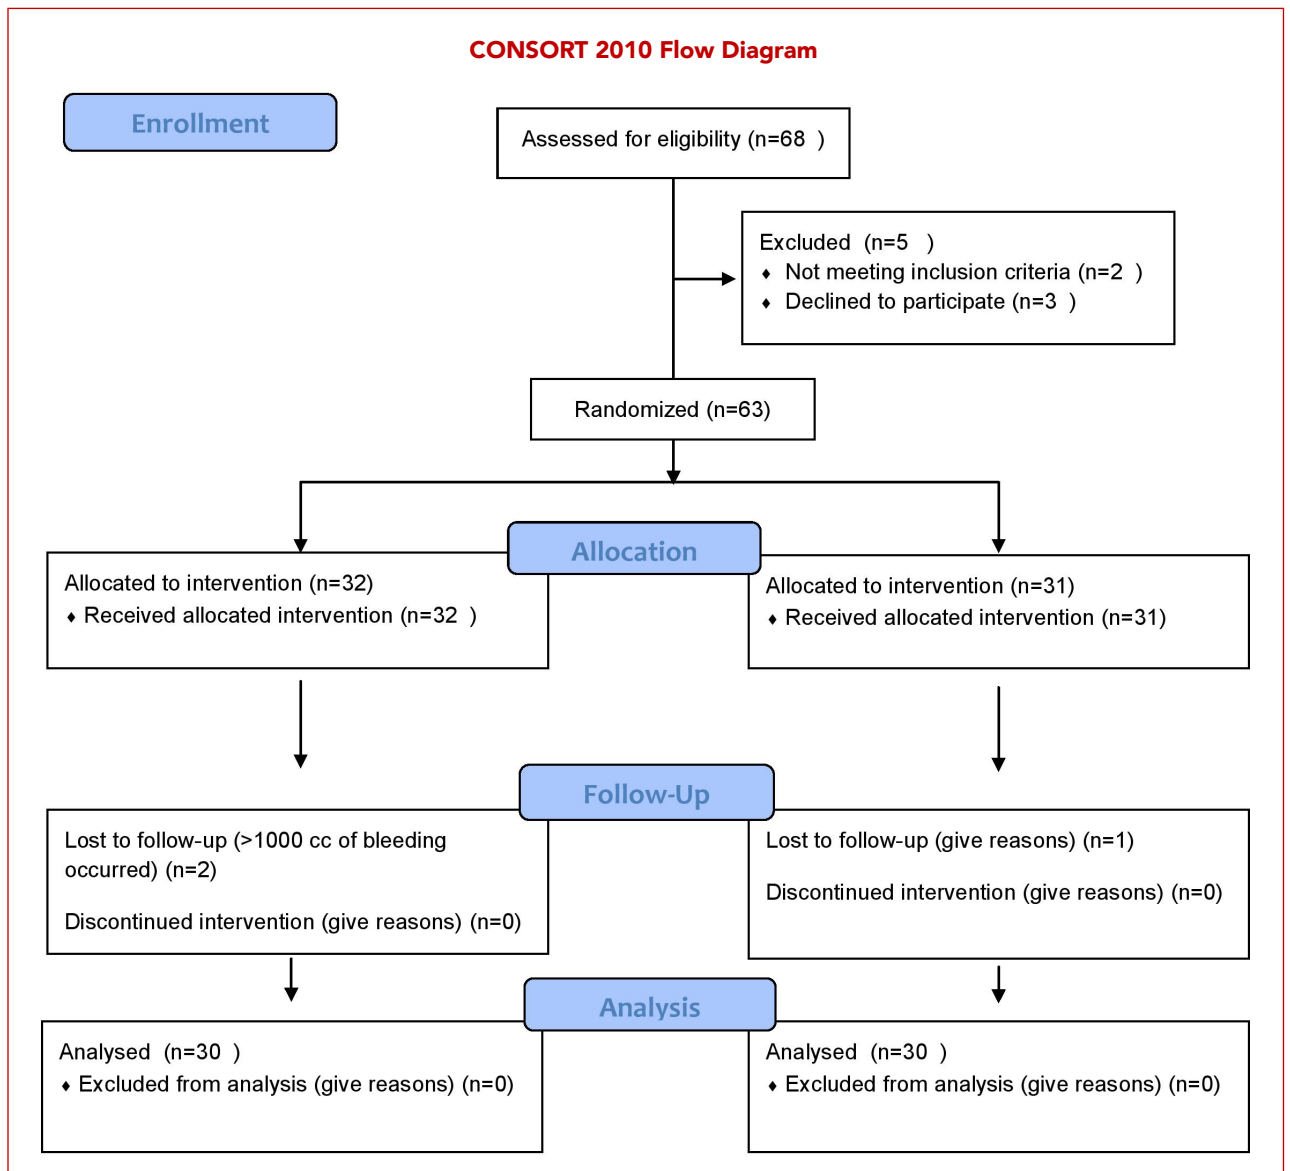 CONSORT 2010 Flow Diagram
Enrollment
Assessed for eligibility (n=68  )
Excluded  (n=5   )
♦ Not meeting inclusion criteria (n=2  )
♦ Declined to participate (n=3  )
Randomized (n=63)
Allocation
Allocated to intervention (n=32)
♦ Received allocated intervention (n=32  )
Allocated to intervention (n=31)
♦ Received allocated intervention (n=31)
Follow-Up
Lost to follow-up (>1000 cc of bleeding
occurred) (n=2)
Discontinued intervention (give reasons) (n=0)
Lost to follow-up (give reasons) (n=1)
Discontinued intervention (give reasons) (n=0)
Analysis
Analysed  (n=30  )
♦ Excluded from analysis (give reasons) (n=0)
Analysed  (n=30  )
♦ Excluded from analysis (give reasons) (n=0)